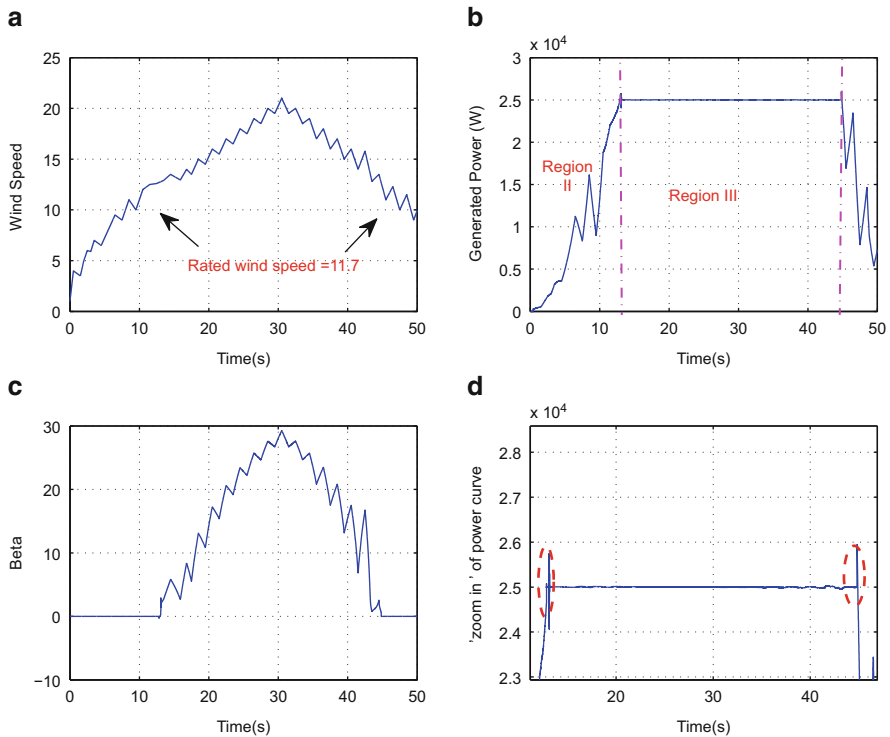 a
25
20
15
10
5
0
Wind Speed
0 10 20 30 40 50
Time(s)
Rated wind speed =11.7
b
x 10⁴
3
2.5
2
1.5
1
0.5
0
Generated Power (W)
0 10 20 30 40 50
Time(s)
Region
II
Region III
c
30
20
10
0
−10
Beta
0 10 20 30 40 50
Time(s)
d
x 10⁴
2.8
2.7
2.6
2.5
2.4
2.3
'zoom in ' of power curve
20 30 40
Time(s)